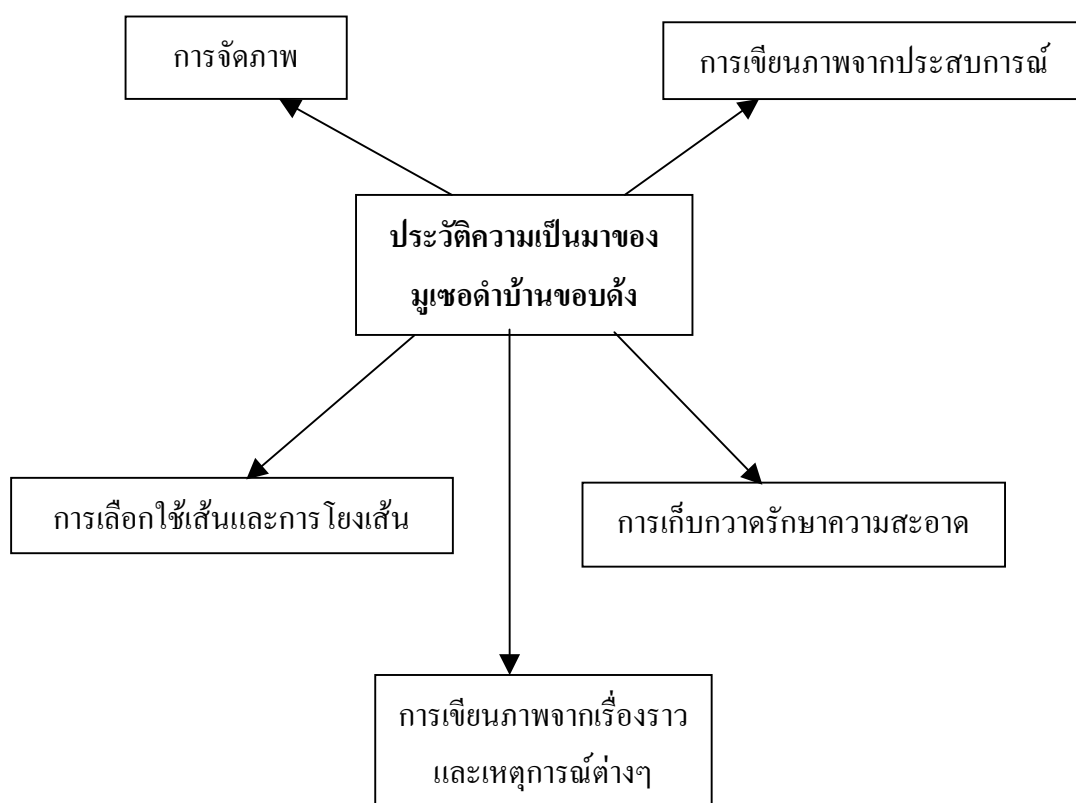 การจัดภาพ
การเขียนภาพจากประสบการณ์
ประวัติความเป็นมาของ
มูเซอดำบ้านขอบด้ง
การเลือกใช้เส้นและการโยงเส้น
การเก็บกวาดรักษาความสะอาด
การเขียนภาพจากเรื่องราว
และเหตุการณ์ต่างๆ